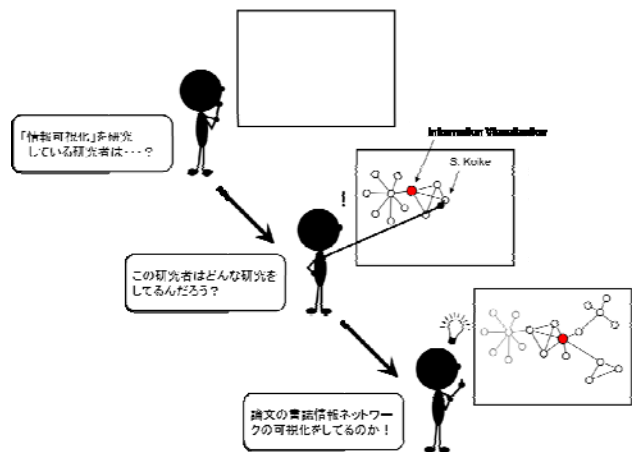 「情報可視化」を研究
している研究者は･･･？
Information Visualization
S. Koike
！
この研究者はどんな研究を
してるんだろう？
論文の書誌情報ネットワー
クの可視化をしてるのか！